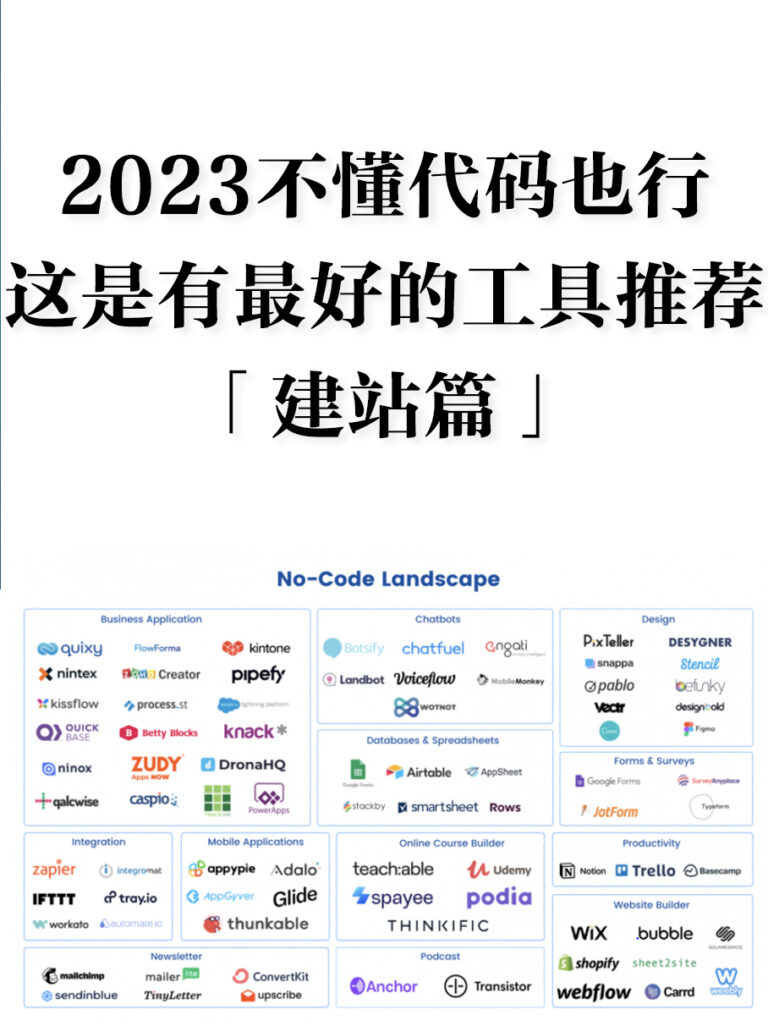 2023不懂代码也行
这是有最好的工具推荐
「建站篇」
No-Code Landscape
Business Application
quixy FlowForma kintone
nintex ZOHO Creator pipefy
kissflow process.st lightning platform
QUICK BASE Betty Blocks knack
ninox ZUDY Apps NOW DronaHQ
qalcwise caspio TRACKVIA PowerApps
Chatbots
Botsify chatfuel engati
Landbot Voiceflow MobileMonkey
WOTNOT
Design
PixTeller DESYGNER
snappa Stencil
pablo befunky
Vectr designbold
Canva Figma
Databases & Spreadsheets
Google Sheets Airtable AppSheet
stackby smartsheet Rows
Forms & Surveys
Google Forms SurveyAnyplace
JotForm Typeform
Integration
zapier integromat
IFTTT tray.io
workato automate.io
Mobile Applications
appypie Adalo
AppGyver Glide
thunkable
Online Course Builder
teach:able Udemy
spayee podia
THINKIFIC
Productivity
Notion Trello Basecamp
Website Builder
WiX .bubble SQUARESPACE
shopify sheet2site
webflow Carrd weebly
Newsletter
mailchimp mailer lite ConvertKit
sendinblue TinyLetter upscribe
Podcast
Anchor Transistor